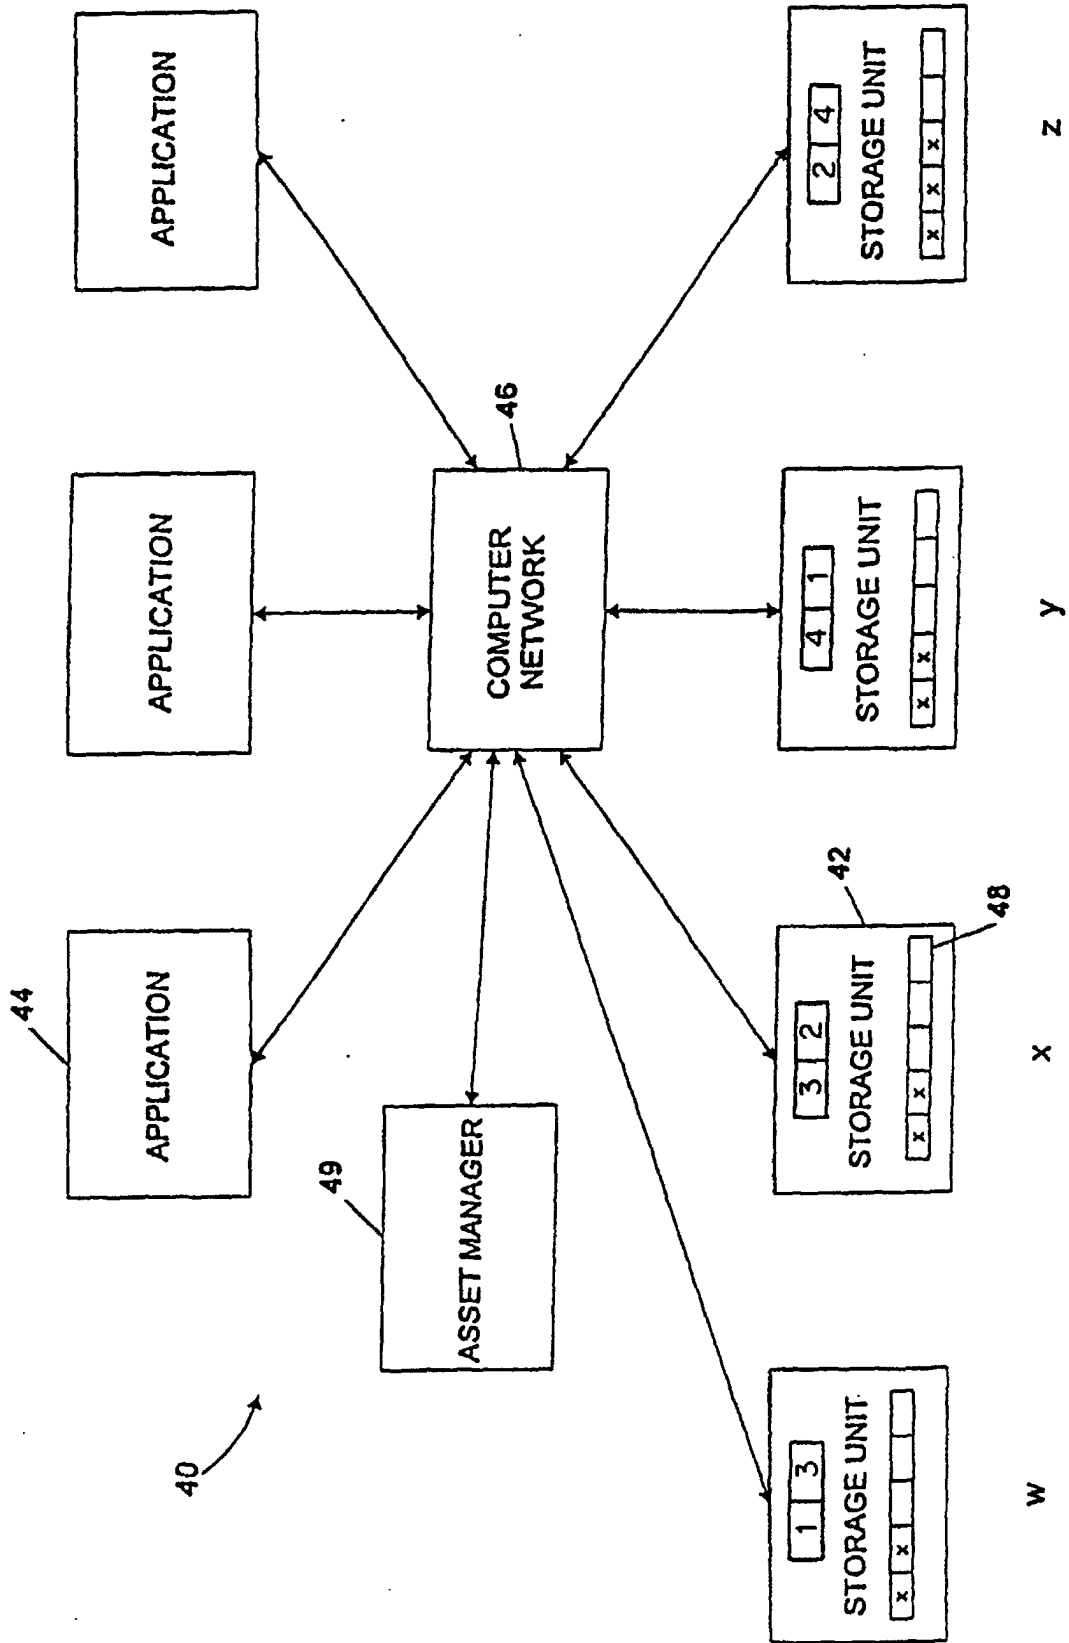 44
APPLICATION
APPLICATION
APPLICATION
40
49
ASSET MANAGER
COMPUTER
NETWORK
46
1 3
STORAGE UNIT
x x
w
3 2
STORAGE UNIT
x x
42
48
x
4 1
STORAGE UNIT
x x
y
2 4
STORAGE UNIT
x x x
z